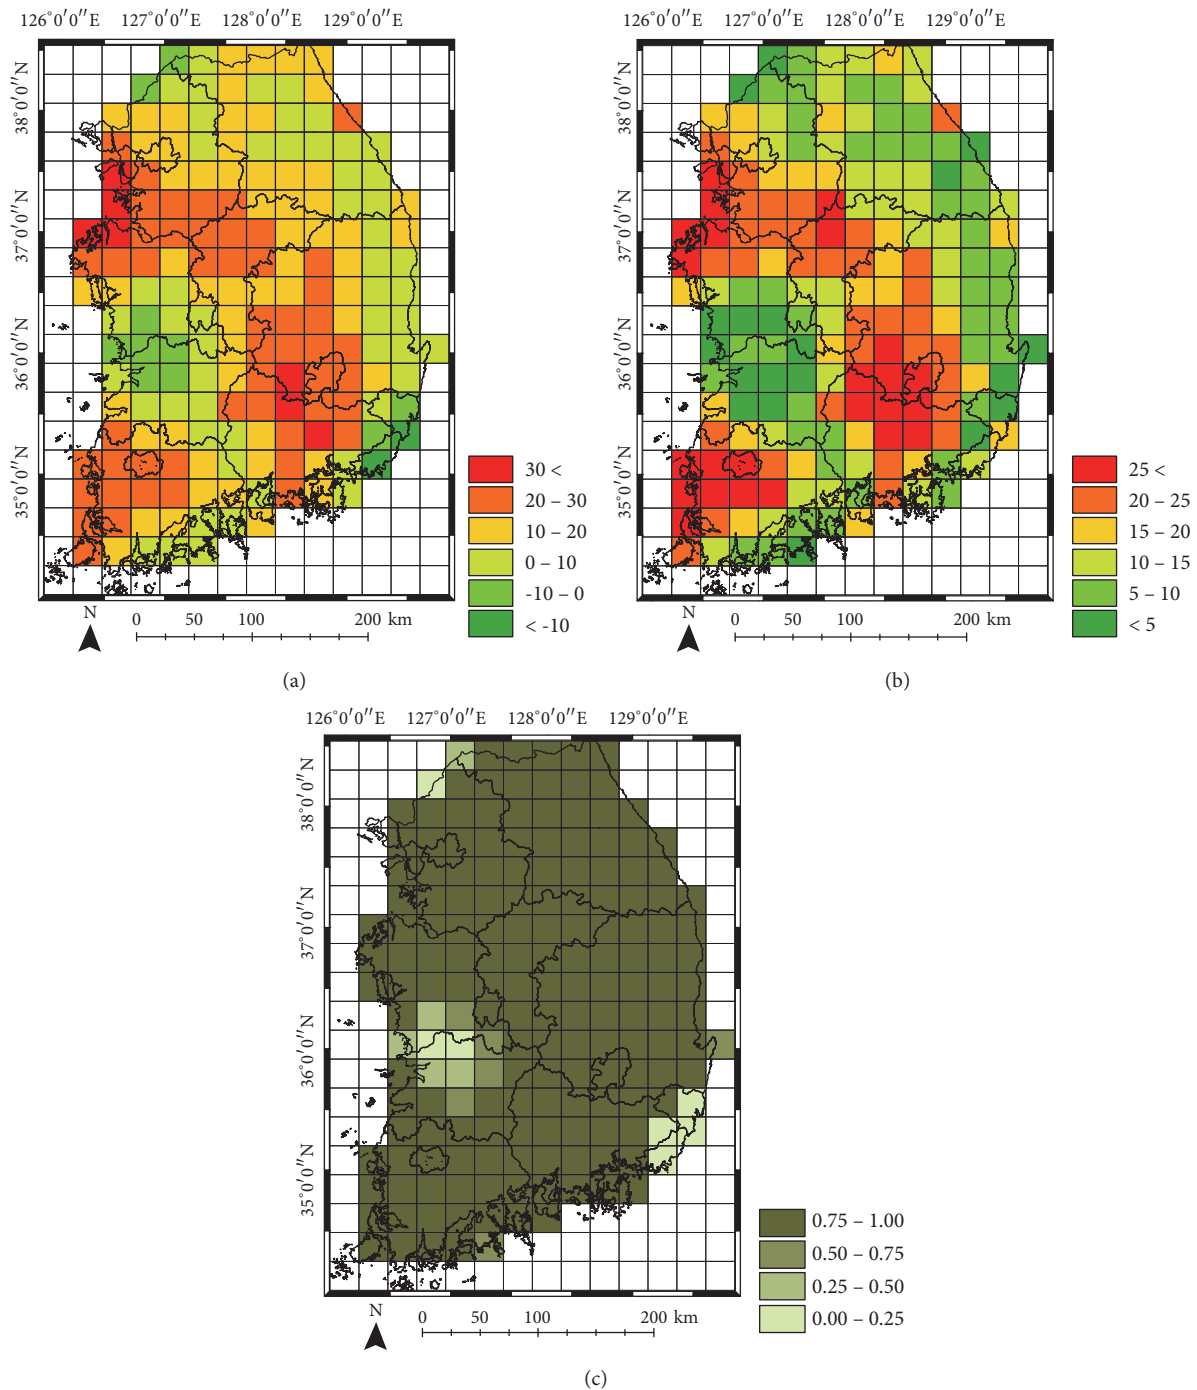 126°0′0″E 127°0′0″E 128°0′0″E 129°0′0″E
38°0′0″N
37°0′0″N
36°0′0″N
35°0′0″N
30 <
20 – 30
10 – 20
0 – 10
-10 – 0
< -10
N
0 50 100 200 km
(a)
126°0′0″E 127°0′0″E 128°0′0″E 129°0′0″E
38°0′0″N
37°0′0″N
36°0′0″N
35°0′0″N
25 <
20 – 25
15 – 20
10 – 15
5 – 10
< 5
N
0 50 100 200 km
(b)
126°0′0″E 127°0′0″E 128°0′0″E 129°0′0″E
38°0′0″N
37°0′0″N
36°0′0″N
35°0′0″N
0.75 – 1.00
0.50 – 0.75
0.25 – 0.50
0.00 – 0.25
N
0 50 100 200 km
(c)